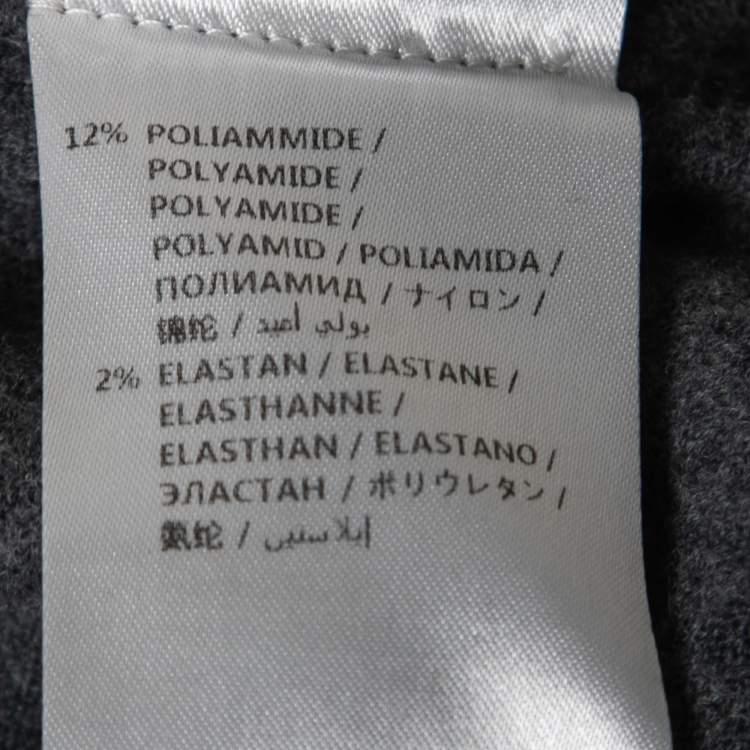 12% POLIAMMIDE /
POLYAMIDE /
POLYAMIDE /
POLYAMID / POLIAMIDA /
ПОЛИАМИД / ナイロン /
锦纶 / بولي أميد
2% ELASTAN / ELASTANE /
ELASTHANNE /
ELASTHAN / ELASTANO /
ЭЛАСТАН / ポリウレタン /
氨纶 / إيلاستين